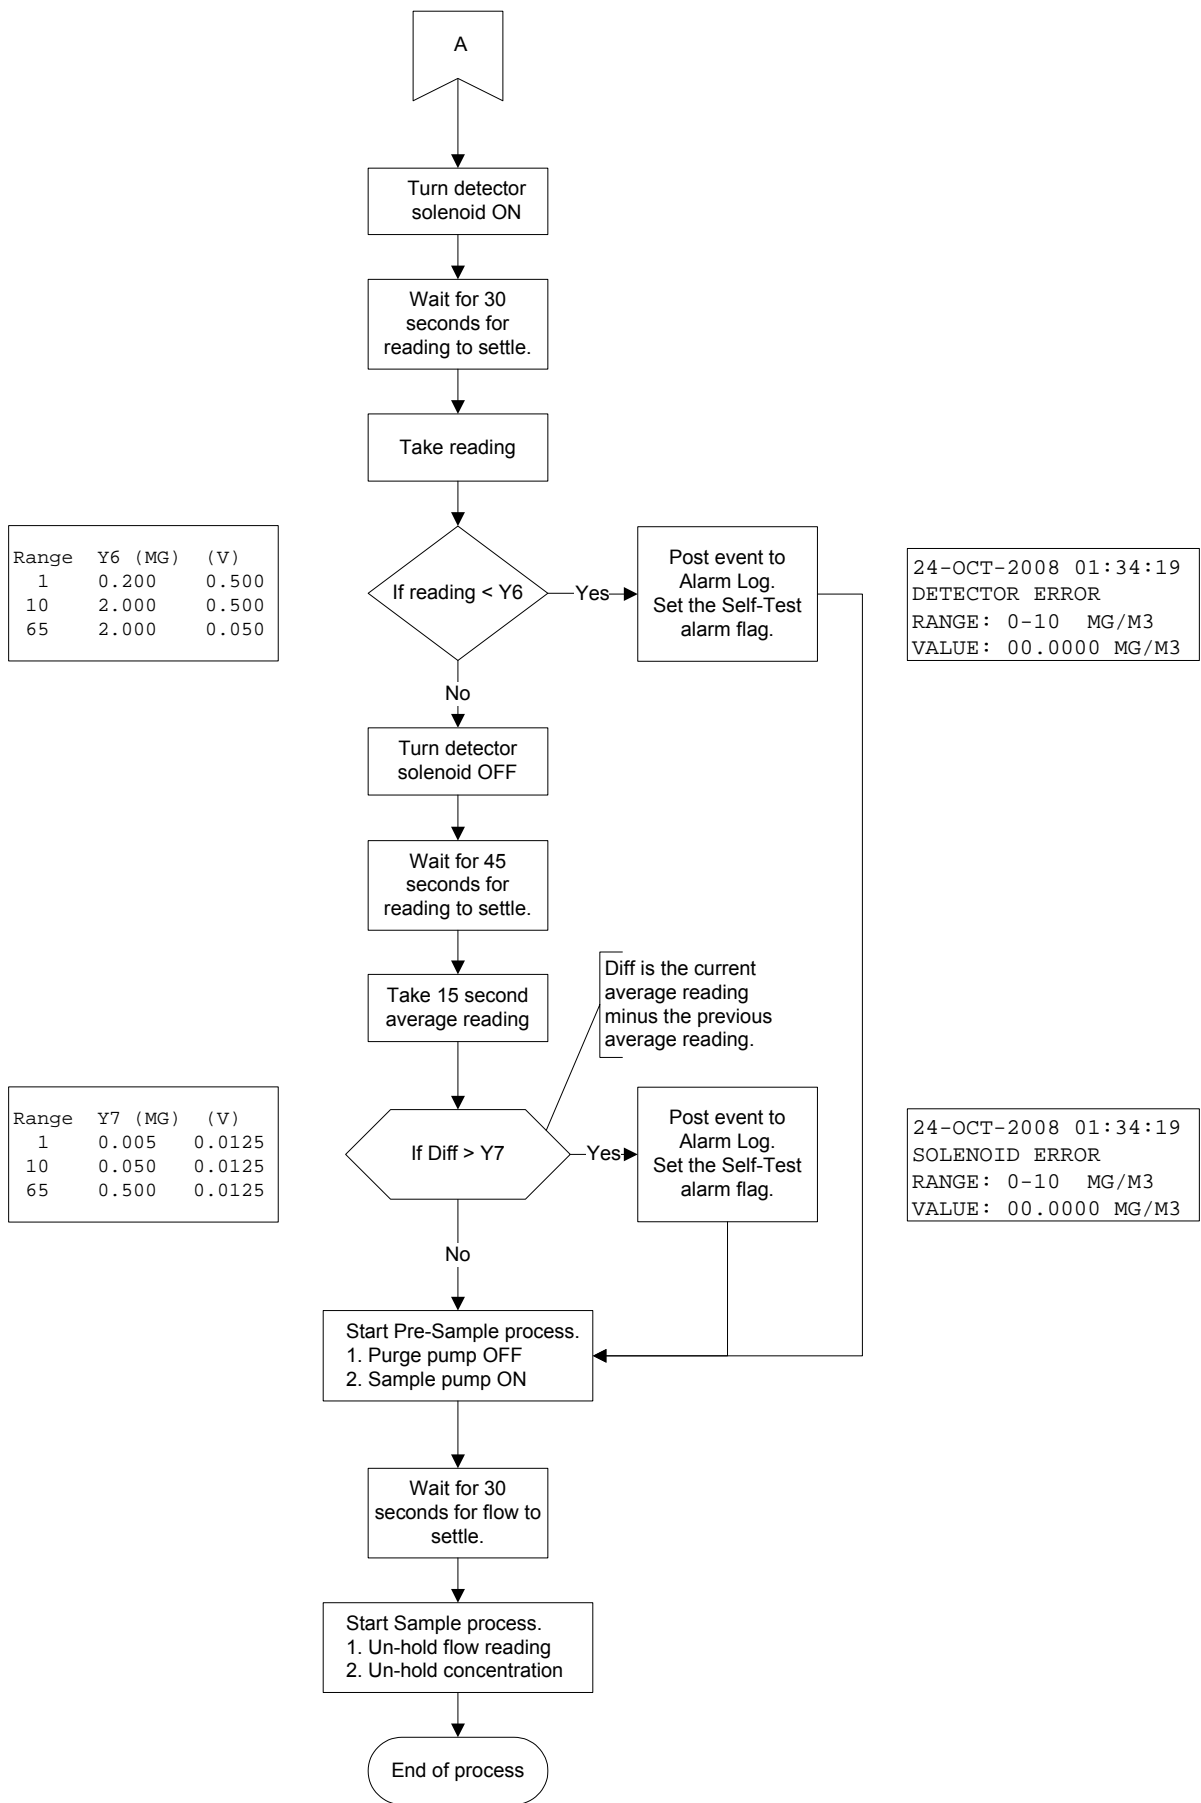 A
Turn detector
solenoid ON
Wait for 30
seconds for
reading to settle.
Take reading
Range  Y6 (MG)  (V)
1  0.200  0.500
10  2.000  0.500
65  2.000  0.050
If reading < Y6
Yes
Post event to
Alarm Log.
Set the Self-Test
alarm flag.
24-OCT-2008 01:34:19
DETECTOR ERROR
RANGE: 0-10  MG/M3
VALUE: 00.0000 MG/M3
No
Turn detector
solenoid OFF
Wait for 45
seconds for
reading to settle.
Take 15 second
average reading
Diff is the current
average reading
minus the previous
average reading.
Range  Y7 (MG)  (V)
1  0.005  0.0125
10  0.050  0.0125
65  0.500  0.0125
If Diff > Y7
Yes
Post event to
Alarm Log.
Set the Self-Test
alarm flag.
24-OCT-2008 01:34:19
SOLENOID ERROR
RANGE: 0-10  MG/M3
VALUE: 00.0000 MG/M3
No
Start Pre-Sample process.
1. Purge pump OFF
2. Sample pump ON
Wait for 30
seconds for flow to
settle.
Start Sample process.
1. Un-hold flow reading
2. Un-hold concentration
End of process